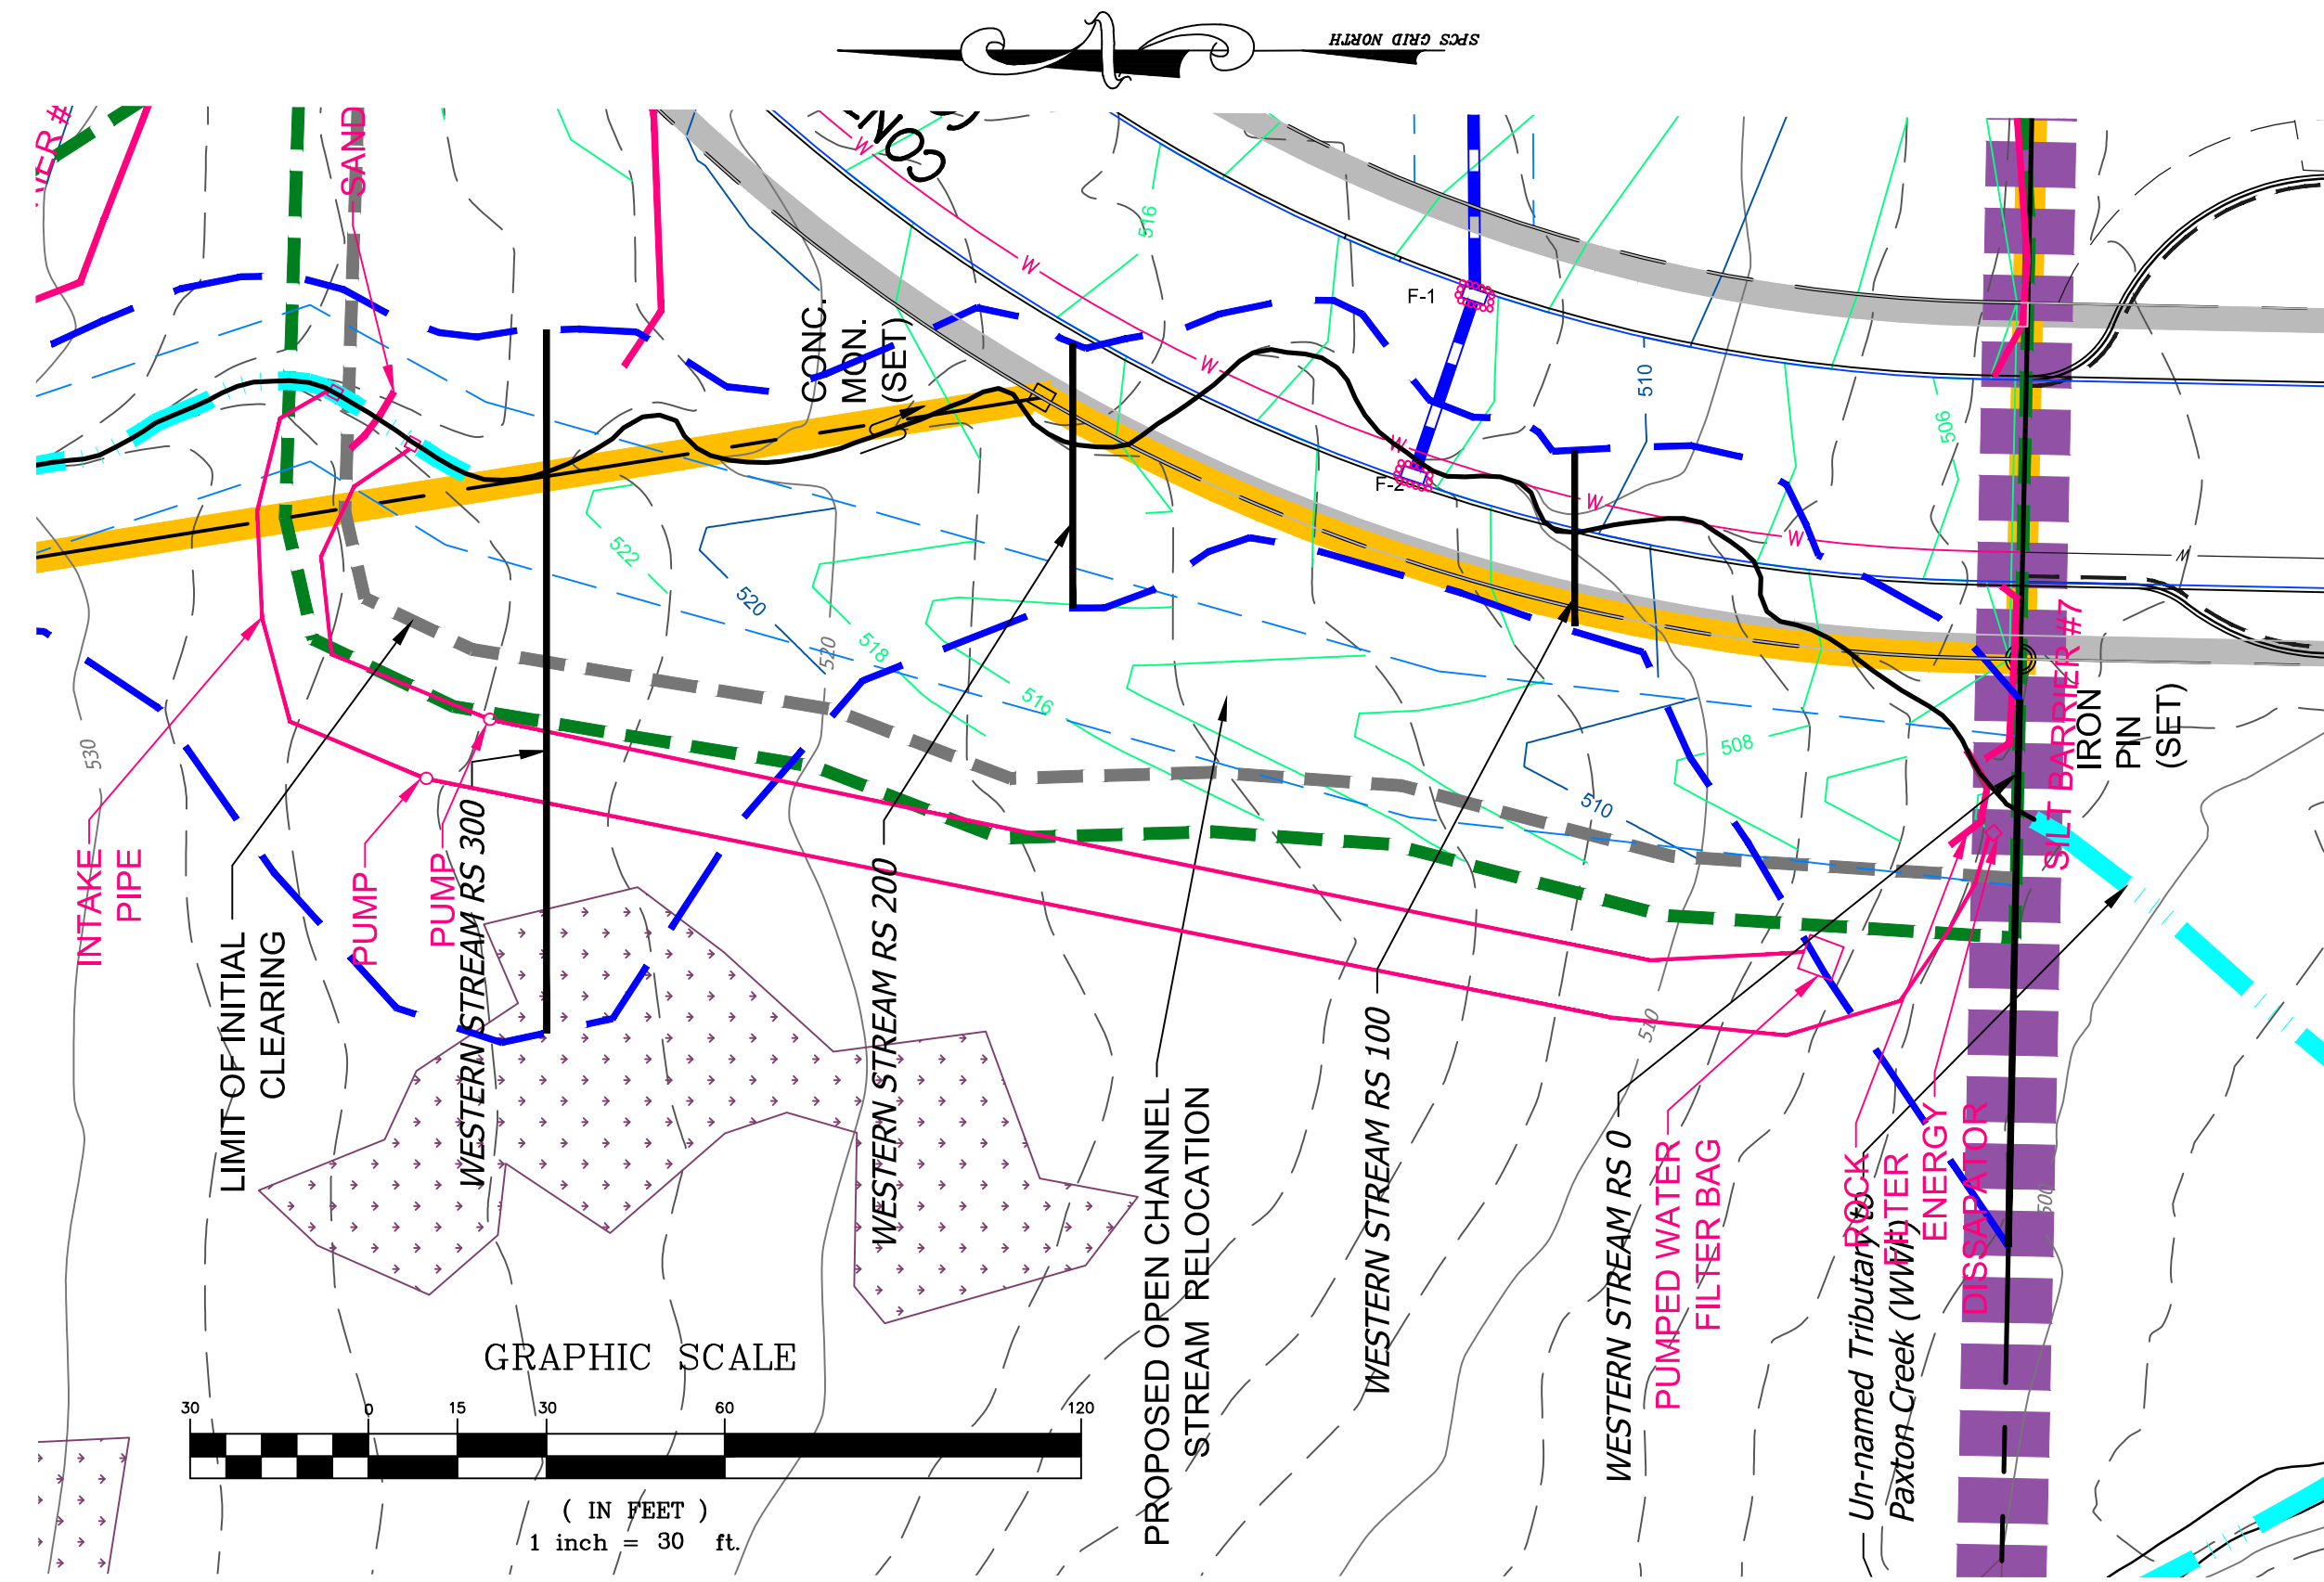 SPCS GRID NORTH
SAND
CON
W
516
F-1
W
CONC.
MON.
(SET)
W
510
506
W
F-2
W
W
W
522
520
520
518
516
530
508
510
SILT BARRIER #7
IRON
PIN
(SET)
INTAKE
PIPE
LIMIT OF INITIAL
CLEARING
PUMP
PUMP
WESTERN STREAM RS 300
WESTERN STREAM RS 200
PROPOSED OPEN CHANNEL
STREAM RELOCATION
WESTERN STREAM RS 100
510
WESTERN STREAM RS 0
PUMPED WATER
FILTER BAG
Un-named Tributary to
Paxton Creek (WWF)
ROCK
FILTER
ENERGY
DISSAPATOR
500
GRAPHIC SCALE
30 0 15 30 60 120
( IN FEET )
1 inch = 30 ft.